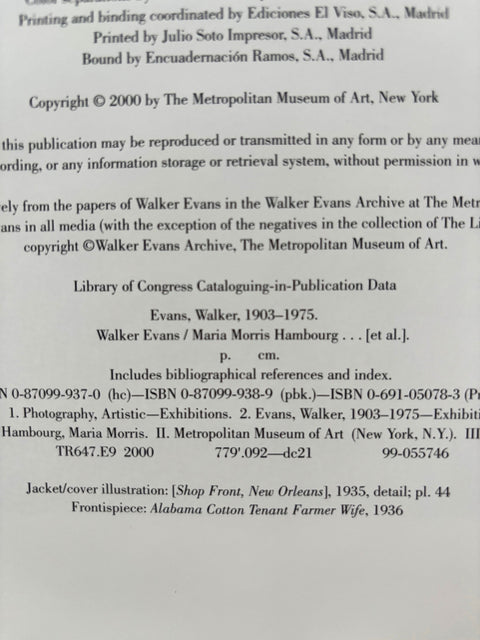 Printing and binding coordinated by Ediciones El Viso, S.A., Madrid
Printed by Julio Soto Impresor, S.A., Madrid
Bound by Encuadernación Ramos, S.A., Madrid
Copyright © 2000 by The Metropolitan Museum of Art, New York
this publication may be reproduced or transmitted in any form or by any mea
ording, or any information storage or retrieval system, without permission in w
ely from the papers of Walker Evans in the Walker Evans Archive at The Metr
ans in all media (with the exception of the negatives in the collection of The Li
copyright ©Walker Evans Archive, The Metropolitan Museum of Art.
Library of Congress Cataloguing-in-Publication Data
Evans, Walker, 1903–1975.
Walker Evans / Maria Morris Hambourg . . . [et al.].
p. cm.
Includes bibliographical references and index.
N 0-87099-937-0 (hc)—ISBN 0-87099-938-9 (pbk.)—ISBN 0-691-05078-3 (Pr
1. Photography, Artistic—Exhibitions. 2. Evans, Walker, 1903–1975—Exhibiti
Hambourg, Maria Morris. II. Metropolitan Museum of Art (New York, N.Y.). III
TR647.E9 2000 779'.092—dc21 99-055746
Jacket/cover illustration: [Shop Front, New Orleans], 1935, detail; pl. 44
Frontispiece: Alabama Cotton Tenant Farmer Wife, 1936